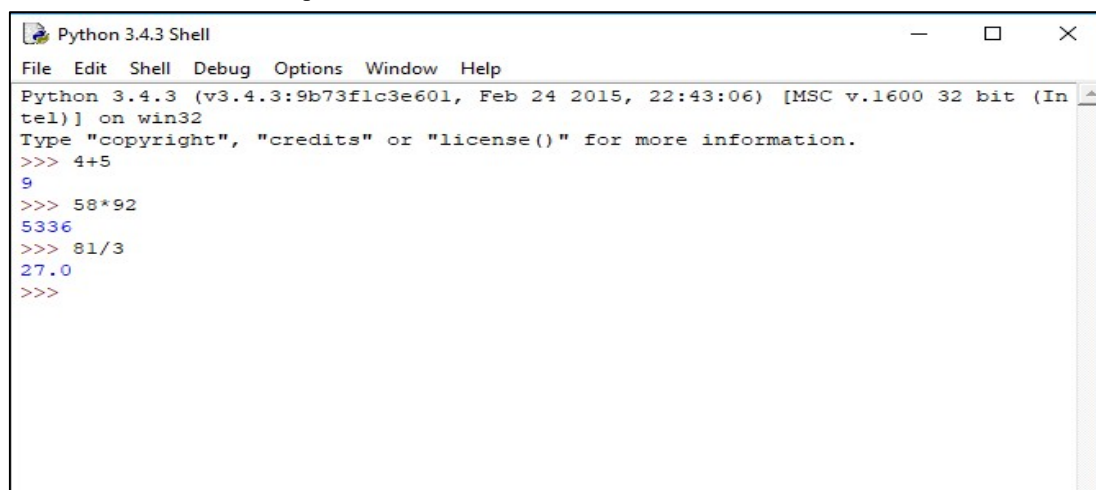 Python 3.4.3 Shell
File Edit Shell Debug Options Window Help
Python 3.4.3 (v3.4.3:9b73f1c3e601, Feb 24 2015, 22:43:06) [MSC v.1600 32 bit (In
tel)] on win32
Type "copyright", "credits" or "license()" for more information.
>>> 4+5
9
>>> 58*92
5336
>>> 81/3
27.0
>>>